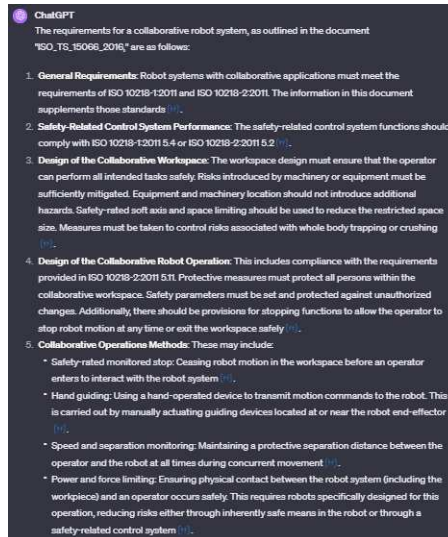 ChatGPT
The requirements for a collaborative robot system, as outlined in the document
"ISO_TS_15066_2016," are as follows:
1. General Requirements: Robot systems with collaborative applications must meet the
requirements of ISO 10218-1:2011 and ISO 10218-2:2011. The information in this document
supplements those standards
2. Safety-Related Control System Performance: The safety-related control system functions should
comply with ISO 10218-1:2011 5.4 or ISO 10218-2:2011 5.2
3. Design of the Collaborative Workspace: The workspace design must ensure that the operator
can perform all intended tasks safely. Risks introduced by machinery or equipment must be
sufficiently mitigated. Equipment and machinery location should not introduce additional
hazards. Safety-rated soft axis and space limiting should be used to reduce the restricted space
size. Measures must be taken to control risks associated with whole body trapping or crushing
.
4. Design of the Collaborative Robot Operation: This includes compliance with the requirements
provided in ISO 10218-2:2011 5.11. Protective measures must protect all persons within the
collaborative workspace. Safety parameters must be set and protected against unauthorized
changes. Additionally, there should be provisions for stopping functions to allow the operator to
stop robot motion at any time or exit the workspace safely
5. Collaborative Operations Methods: These may include:
• Safety-rated monitored stop: Ceasing robot motion in the workspace before an operator
enters to interact with the robot system
• Hand guiding: Using a hand-operated device to transmit motion commands to the robot. This
is carried out by manually actuating guiding devices located at or near the robot end-effector
.
• Speed and separation monitoring: Maintaining a protective separation distance between the
operator and the robot at all times during concurrent movement
• Power and force limiting: Ensuring physical contact between the robot system (including the
workpiece) and an operator occurs safely. This requires robots specifically designed for this
operation, reducing risks either through inherently safe means in the robot or through a
safety-related control system